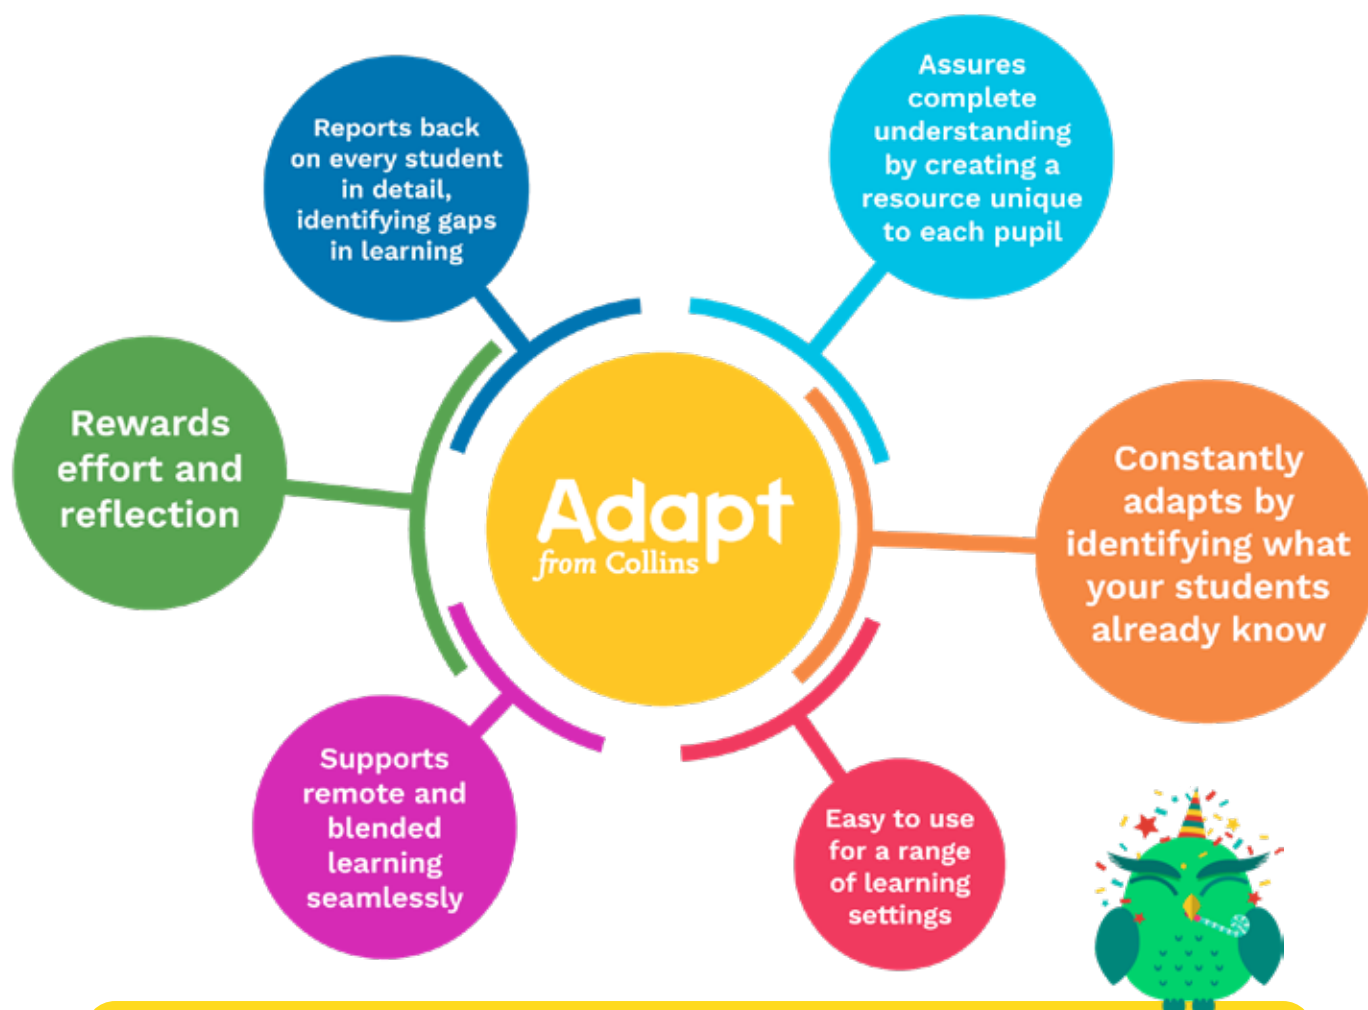 Reports back
on every student
in detail,
identifying gaps
in learning
Assures
complete
understanding
by creating a
resource unique
to each pupil
Rewards
effort and
reflection
Adapt
from Collins
Constantly
adapts by
identifying what
your students
already know
Supports
remote and
blended
learning
seamlessly
Easy to use
for a range
of learning
settings